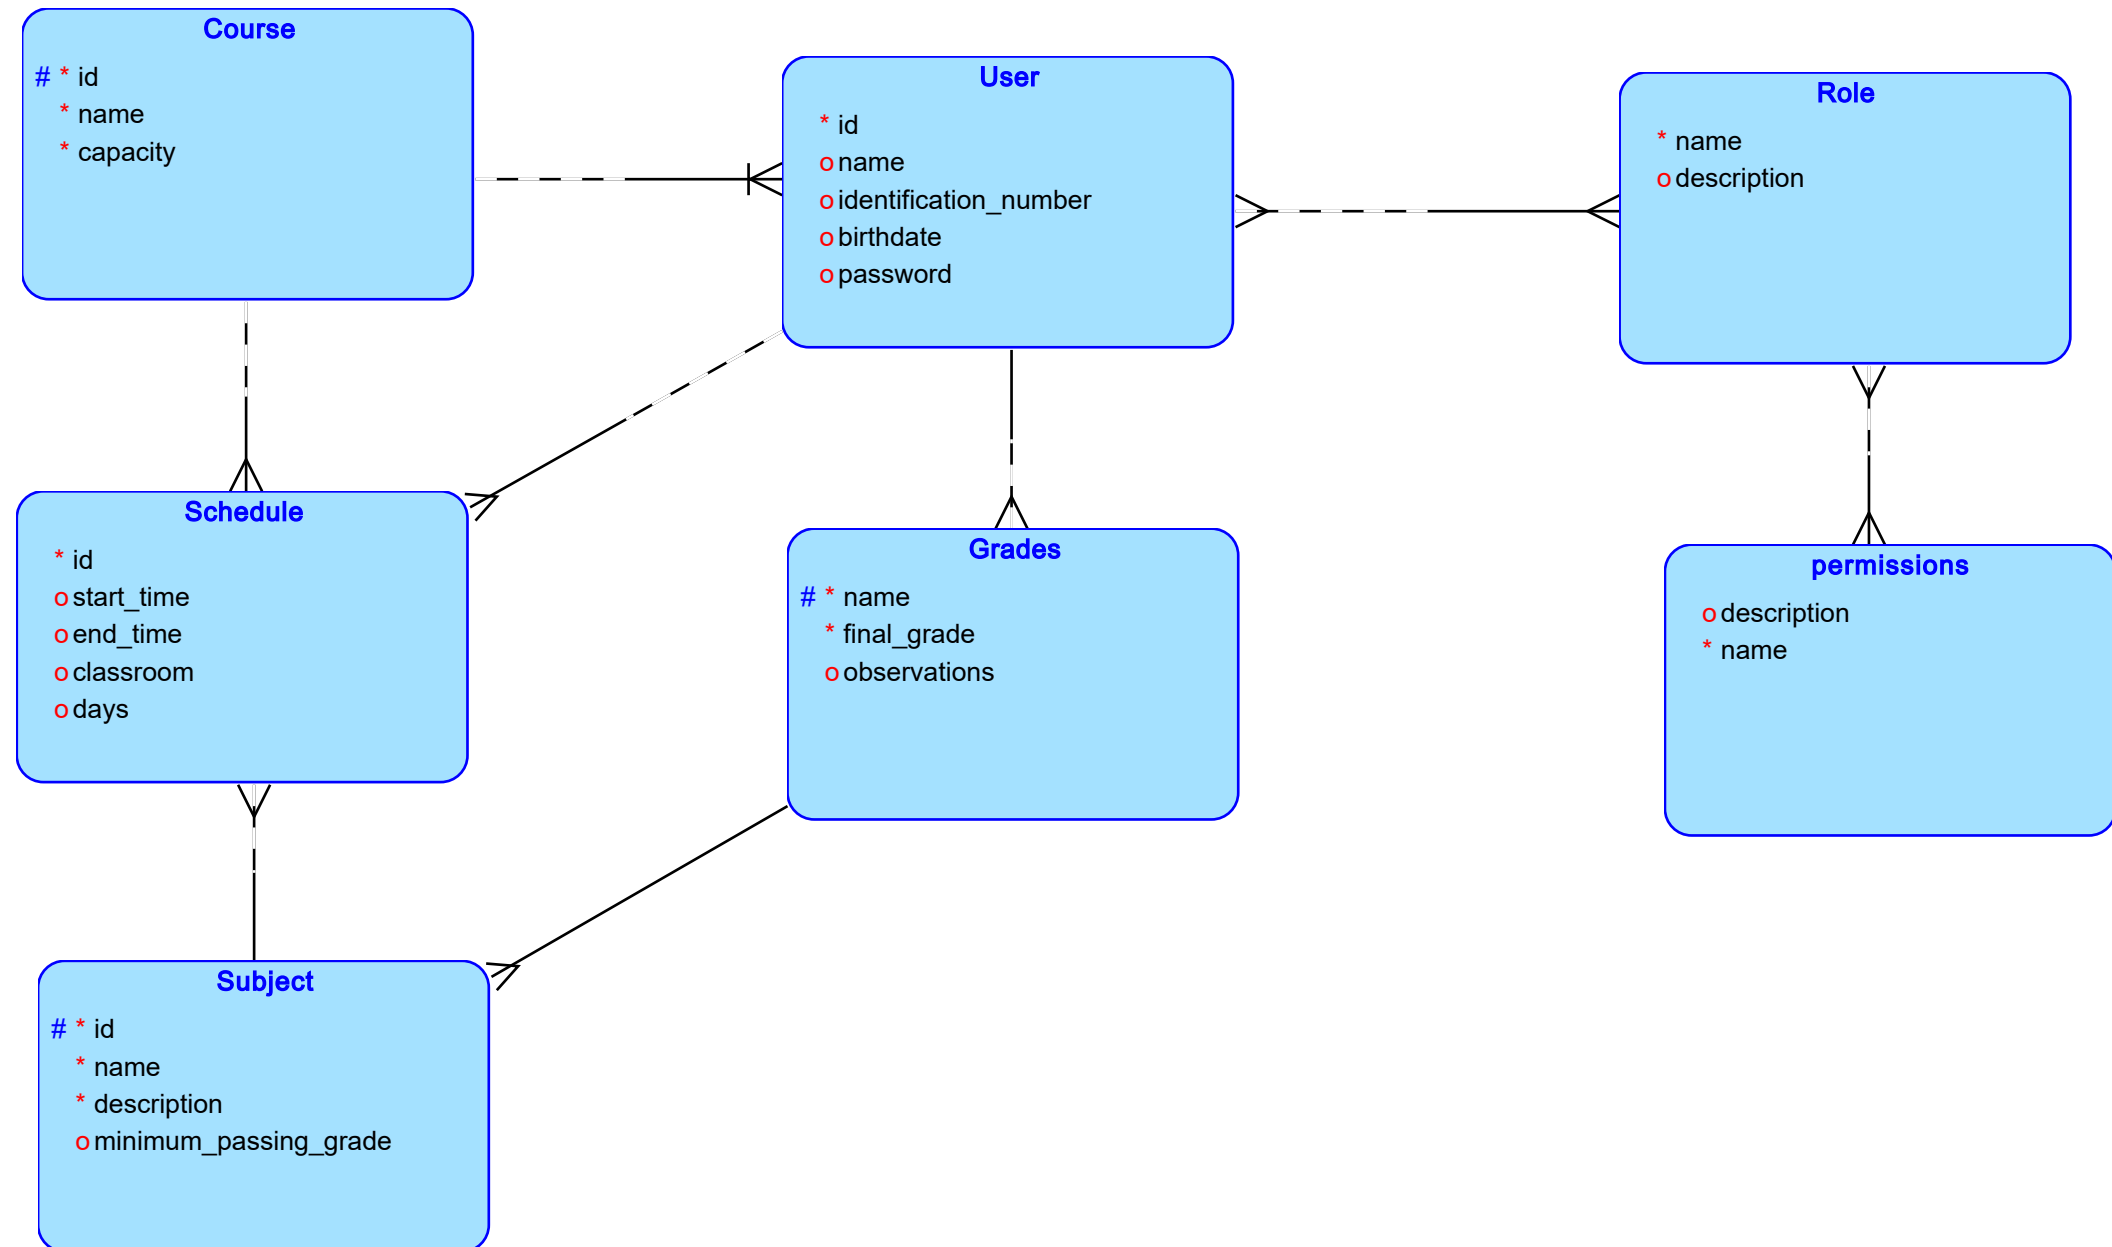 Course
# * id
* name
* capacity
User
* id
o name
o identification_number
o birthdate
o password
Role
* name
o description
Schedule
* id
o start_time
o end_time
o classroom
o days
Grades
# * name
* final_grade
o observations
permissions
o description
* name
Subject
# * id
* name
* description
o minimum_passing_grade